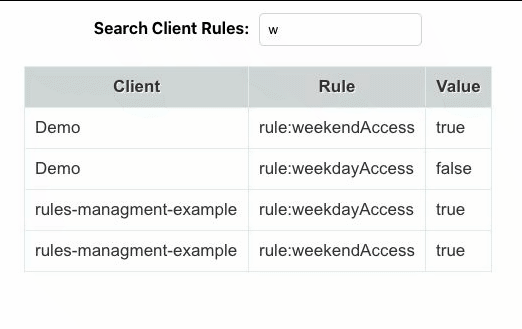 Search Client Rules: w
Client Rule Value
Demo rule:weekendAccess true
Demo rule:weekdayAccess false
rules-managment-example rule:weekdayAccess true
rules-managment-example rule:weekendAccess true